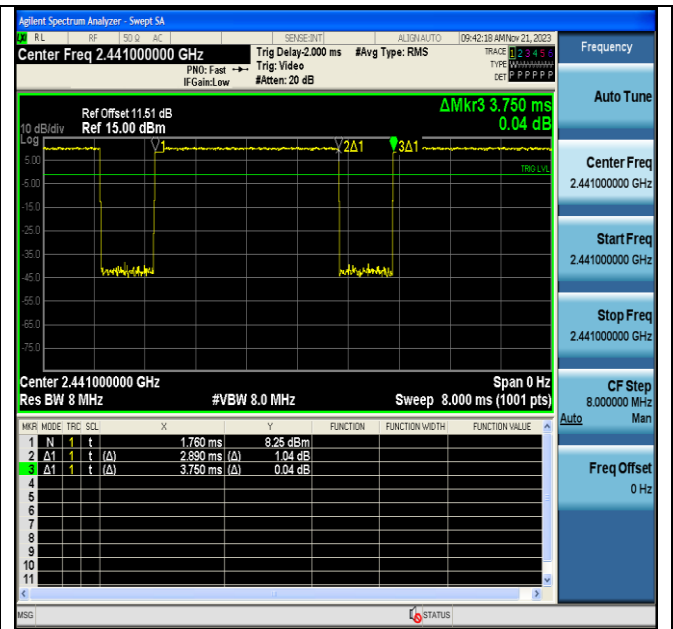 Agilent Spectrum Analyzer - Swept SA
RL RF 50 Ω AC SENSE:INT ALIGN AUTO 09:42:18 AM Nov 21, 2023
Center Freq 2.441000000 GHz
PNO: Fast
IFGain:Low
Trig Delay-2.000 ms
Trig: Video
#Atten: 20 dB
#Avg Type: RMS
TRACE 1 2 3 4 5 6
TYPE WWWWWW
DET P P P P P P
Ref Offset 11.51 dB
10 dB/div Ref 15.00 dBm
ΔMkr3 3.750 ms
0.04 dB
Log
1 2Δ1 3Δ1
5.00
TRIG LVL
-5.00
-15.0
-25.0
-35.0
-45.0
-55.0
-65.0
-75.0
Center 2.441000000 GHz Span 0 Hz
Res BW 8 MHz #VBW 8.0 MHz Sweep 8.000 ms (1001 pts)
MKR MODE TRC SCL X Y FUNCTION FUNCTION WIDTH FUNCTION VALUE
1 N 1 t 1.760 ms 8.25 dBm
2 Δ1 1 t (Δ) 2.890 ms (Δ) 1.04 dB
3 Δ1 1 t (Δ) 3.750 ms (Δ) 0.04 dB
4
5
6
7
8
9
10
11
MSG STATUS
Frequency
Auto Tune
Center Freq
2.441000000 GHz
Start Freq
2.441000000 GHz
Stop Freq
2.441000000 GHz
CF Step
8.000000 MHz
Auto Man
Freq Offset
0 Hz